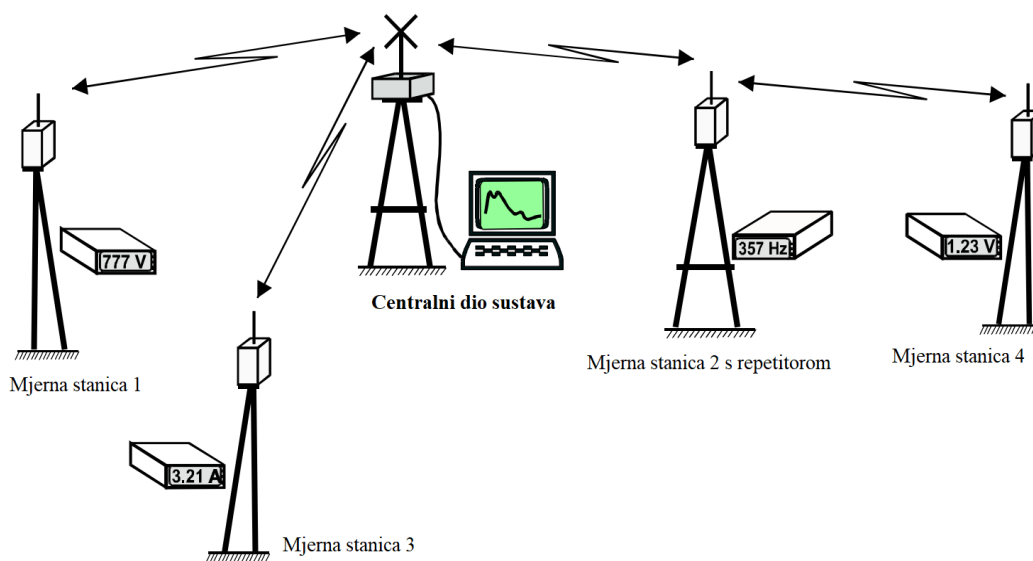 777 V
357 Hz
1.23 V
Centralni dio sustava
Mjerna stanica 1
Mjerna stanica 2 s repetitorom
Mjerna stanica 4
3.21 A
Mjerna stanica 3